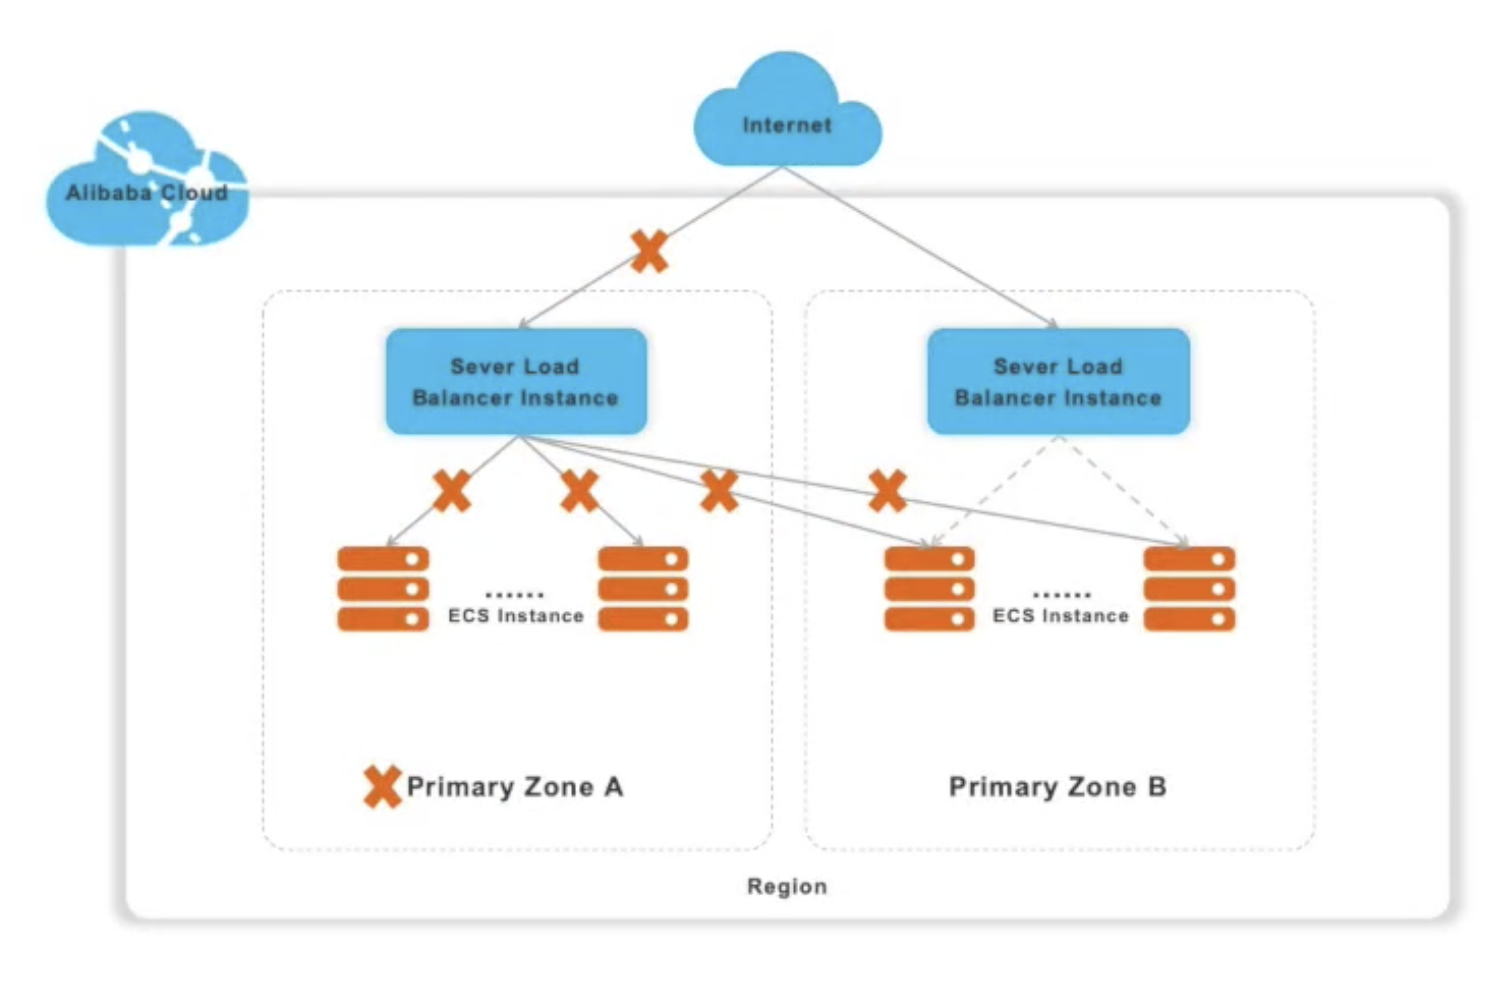 Internet
Alibaba Cloud
Sever Load
Balancer Instance
Sever Load
Balancer Instance
......
ECS Instance
......
ECS Instance
Primary Zone A
Primary Zone B
Region